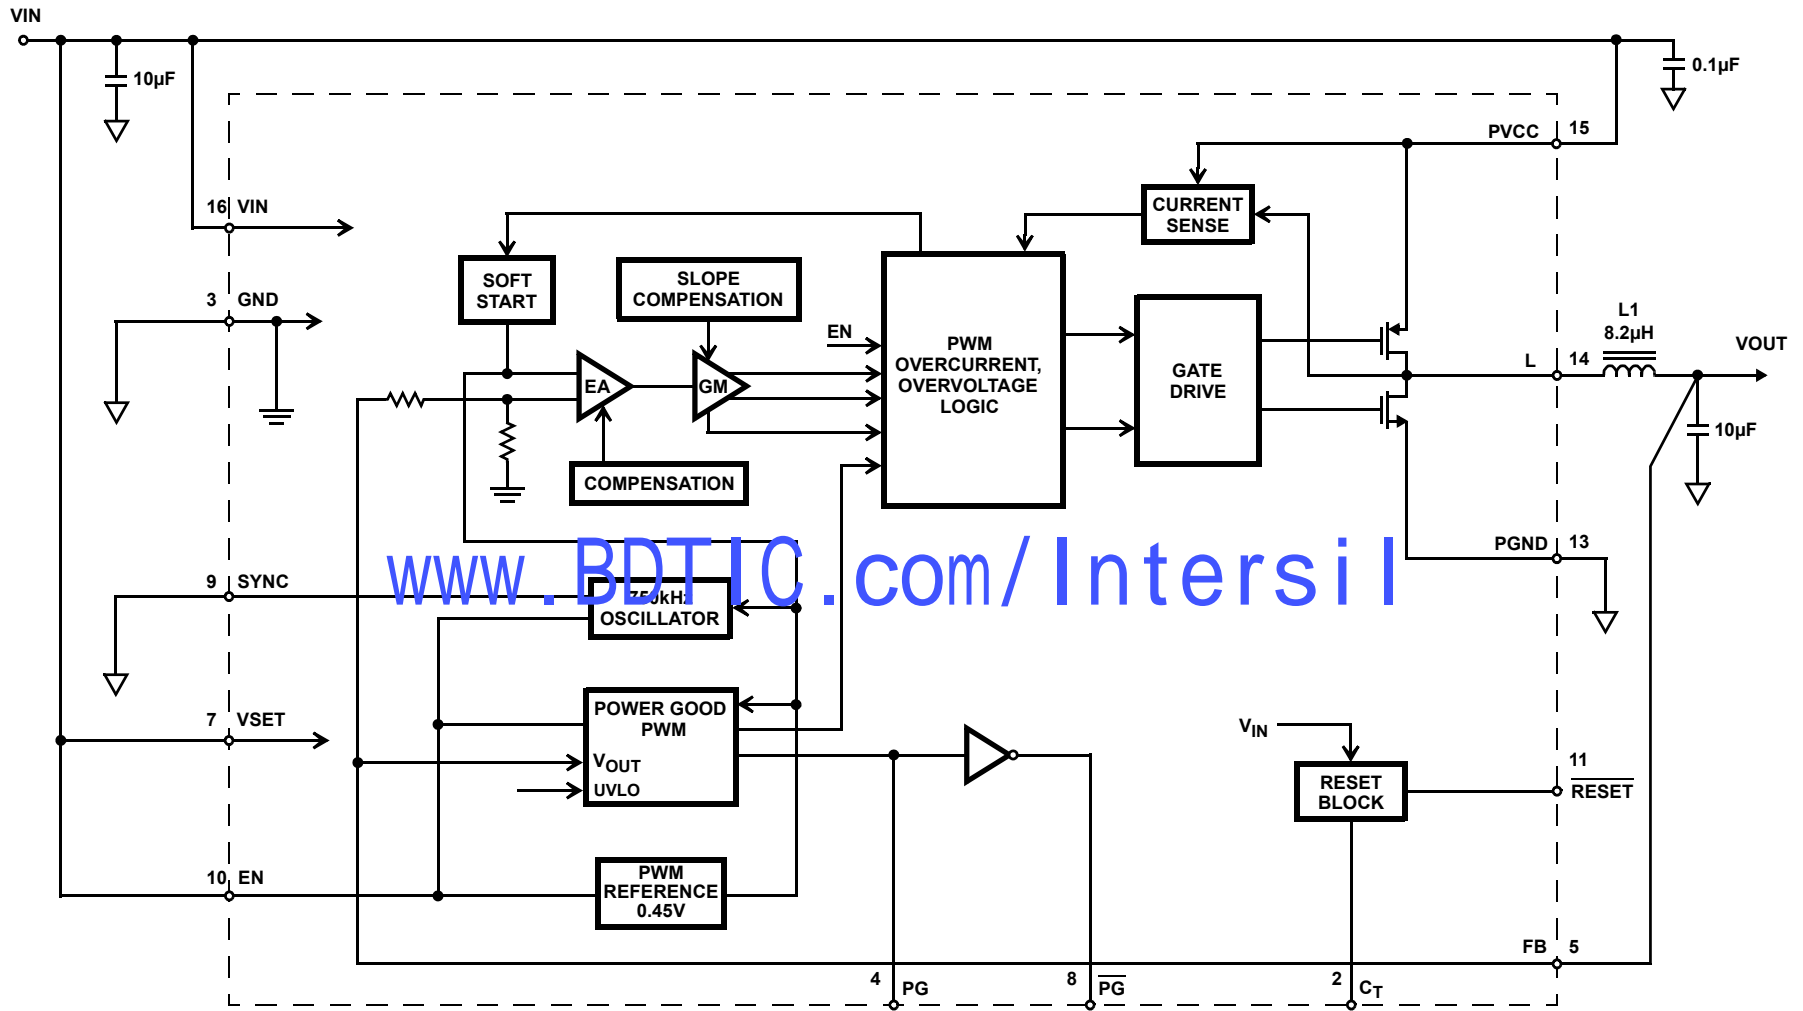 VIN
10µF
0.1µF
PVCC
15
16 VIN
CURRENT
SENSE
SOFT
START
SLOPE
COMPENSATION
3 GND
EN
PWM
OVERCURRENT,
OVERVOLTAGE
LOGIC
GATE
DRIVE
L1
8.2µH
L
14
VOUT
EA
GM
10µF
COMPENSATION
PGND
13
www.BDTIC.com/Intersil
9 SYNC
750kHz
OSCILLATOR
7 VSET
POWER GOOD
PWM
VOUT
UVLO
VIN
RESET
BLOCK
11
RESET
10 EN
PWM
REFERENCE
0.45V
FB
5
4 PG
8 PG
2 CT